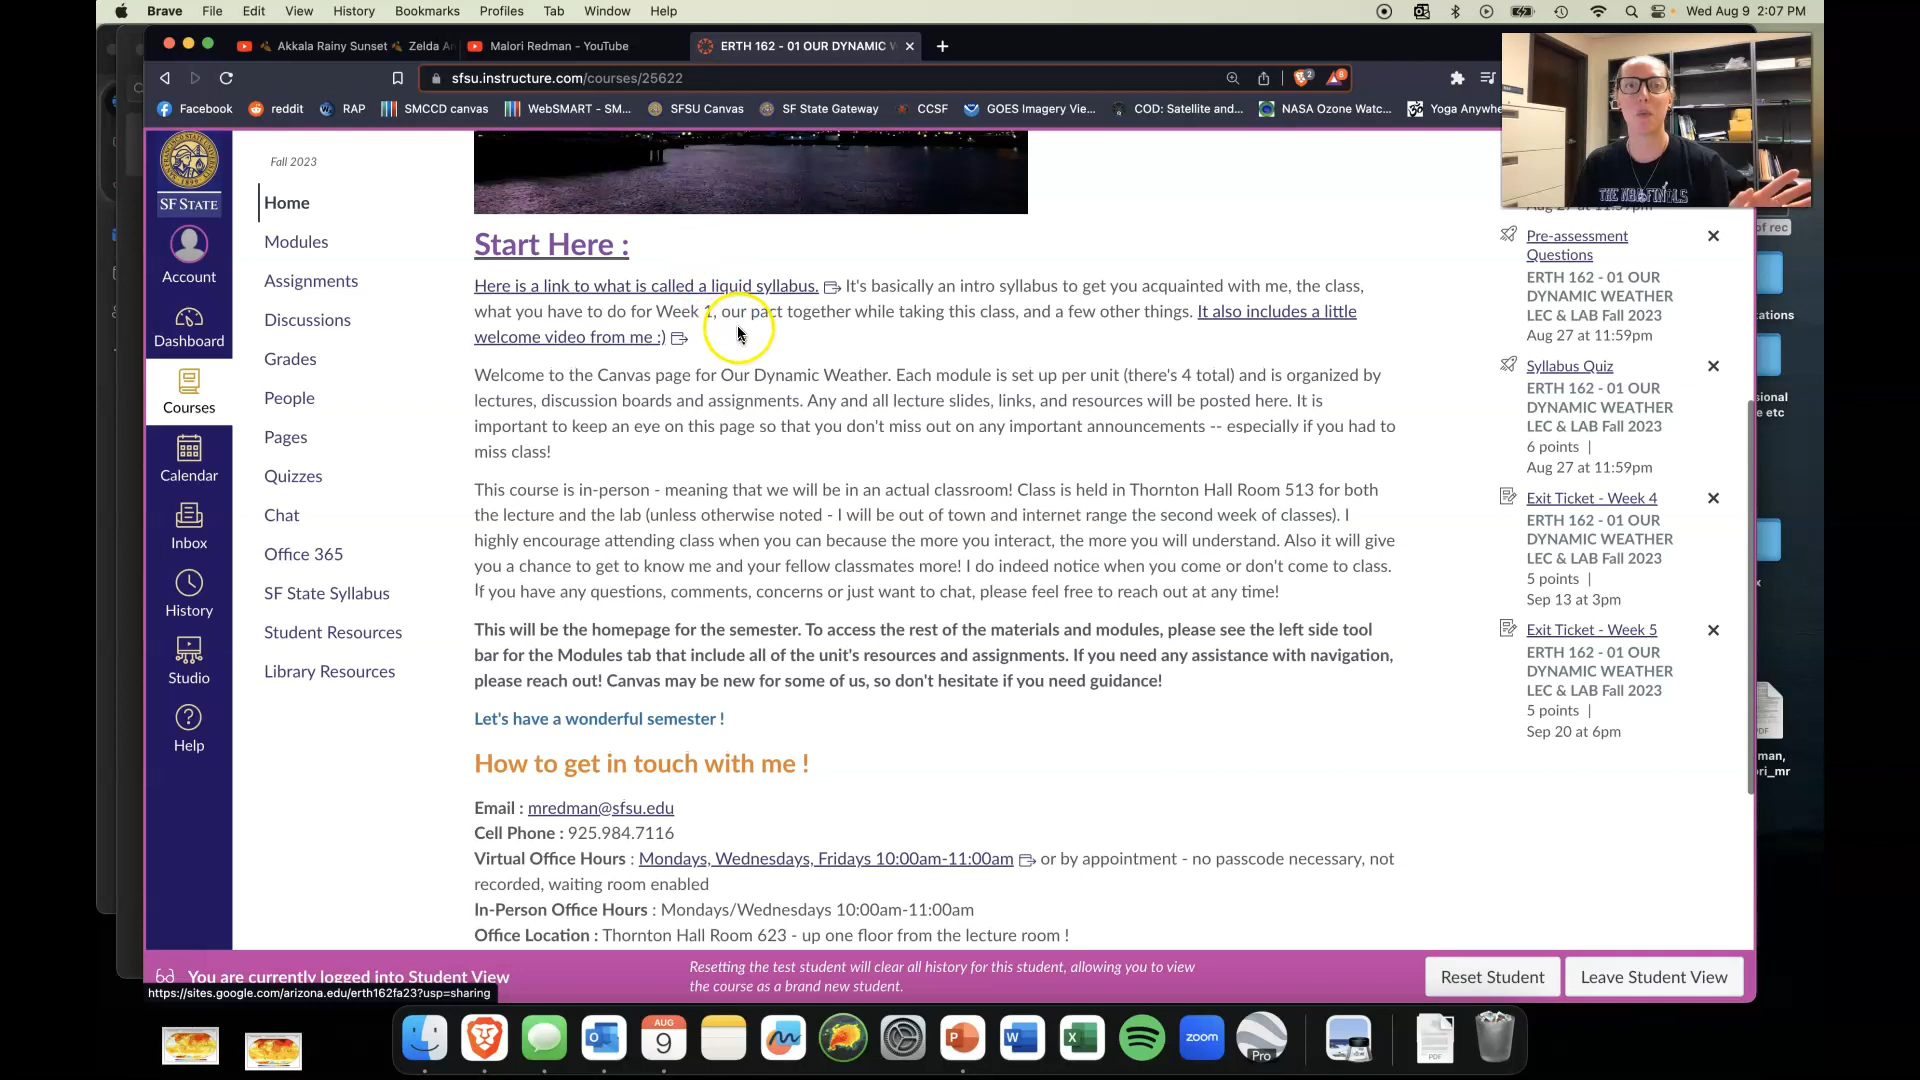 Brave File Edit View History Bookmarks Profiles Tab Window Help
Wed Aug 9 2:07 PM
Akkala Rainy Sunset Zelda
Malori Redman - YouTube
ERTH 162 - 01 OUR DYNAMIC
sfsu.instructure.com/courses/25622
2
8
Facebook reddit RAP SMCCD canvas WebSMART - SM... SFSU Canvas SF State Gateway CCSF GOES Imagery Vie... COD: Satellite and... NASA Ozone Watc... Yoga Anywhe
THE NBA FINALS
SF STATE
Account
Dashboard
Courses
Calendar
Inbox
History
Studio
Help
Fall 2023
Home
Modules
Assignments
Discussions
Grades
People
Pages
Quizzes
Chat
Office 365
SF State Syllabus
Student Resources
Library Resources
Start Here :
Here is a link to what is called a liquid syllabus. It's basically an intro syllabus to get you acquainted with me, the class,
what you have to do for Week 1, our pact together while taking this class, and a few other things. It also includes a little
welcome video from me :)
Welcome to the Canvas page for Our Dynamic Weather. Each module is set up per unit (there's 4 total) and is organized by
lectures, discussion boards and assignments. Any and all lecture slides, links, and resources will be posted here. It is
important to keep an eye on this page so that you don't miss out on any important announcements -- especially if you had to
miss class!
This course is in-person - meaning that we will be in an actual classroom! Class is held in Thornton Hall Room 513 for both
the lecture and the lab (unless otherwise noted - I will be out of town and internet range the second week of classes). I
highly encourage attending class when you can because the more you interact, the more you will understand. Also it will give
you a chance to get to know me and your fellow classmates more! I do indeed notice when you come or don't come to class.
If you have any questions, comments, concerns or just want to chat, please feel free to reach out at any time!
This will be the homepage for the semester. To access the rest of the materials and modules, please see the left side tool
bar for the Modules tab that include all of the unit's resources and assignments. If you need any assistance with navigation,
please reach out! Canvas may be new for some of us, so don't hesitate if you need guidance!
Let's have a wonderful semester !
How to get in touch with me !
Email : mredman@sfsu.edu
Cell Phone : 925.984.7116
Virtual Office Hours : Mondays, Wednesdays, Fridays 10:00am-11:00am or by appointment - no passcode necessary, not
recorded, waiting room enabled
In-Person Office Hours : Mondays/Wednesdays 10:00am-11:00am
Office Location : Thornton Hall Room 623 - up one floor from the lecture room !
Aug 27 at 11:59pm
Pre-assessment
Questions
ERTH 162 - 01 OUR
DYNAMIC WEATHER
LEC & LAB Fall 2023
Aug 27 at 11:59pm
Syllabus Quiz
ERTH 162 - 01 OUR
DYNAMIC WEATHER
LEC & LAB Fall 2023
6 points |
Aug 27 at 11:59pm
Exit Ticket - Week 4
ERTH 162 - 01 OUR
DYNAMIC WEATHER
LEC & LAB Fall 2023
5 points |
Sep 13 at 3pm
Exit Ticket - Week 5
ERTH 162 - 01 OUR
DYNAMIC WEATHER
LEC & LAB Fall 2023
5 points |
Sep 20 at 6pm
of rec
ations
sional
e etc
PDF
man,
ri_mr
You are currently logged into Student View
Resetting the test student will clear all history for this student, allowing you to view
the course as a brand new student.
Reset Student
Leave Student View
https://sites.google.com/arizona.edu/erth162fa23?usp=sharing
AUG
9
zoom
Pro
PDF